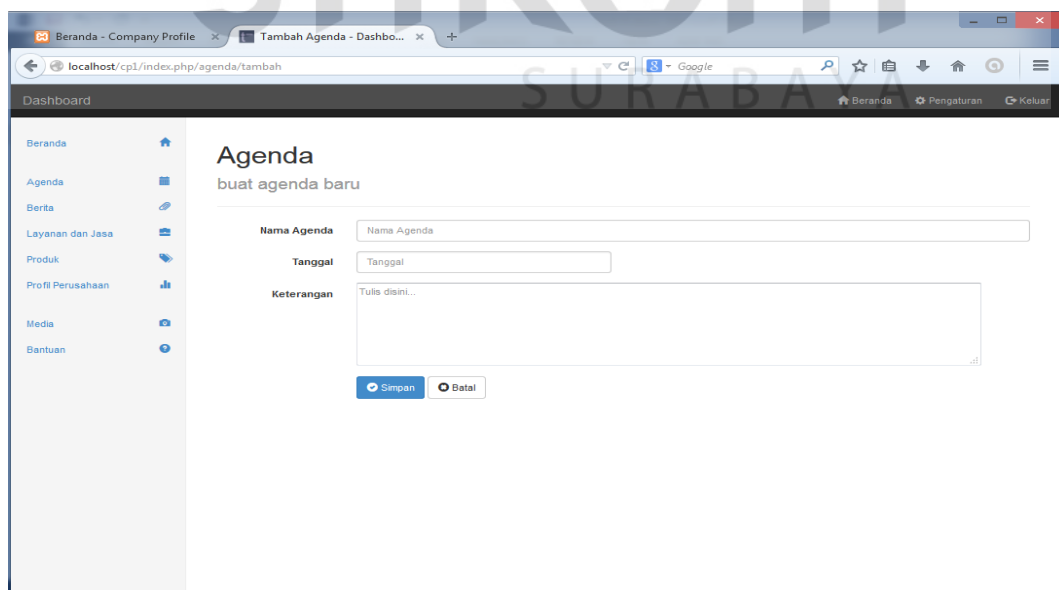 SURABAYA
Beranda - Company Profile
Tambah Agenda - Dashbo...
localhost/cp1/index.php/agenda/tambah
8 Google
Dashboard
Beranda Pengaturan Keluar
Beranda
Agenda
Berita
Layanan dan Jasa
Produk
Profil Perusahaan
Media
Bantuan
Agenda
buat agenda baru
Nama Agenda Nama Agenda
Tanggal Tanggal
Keterangan Tulis disini...
Simpan Batal